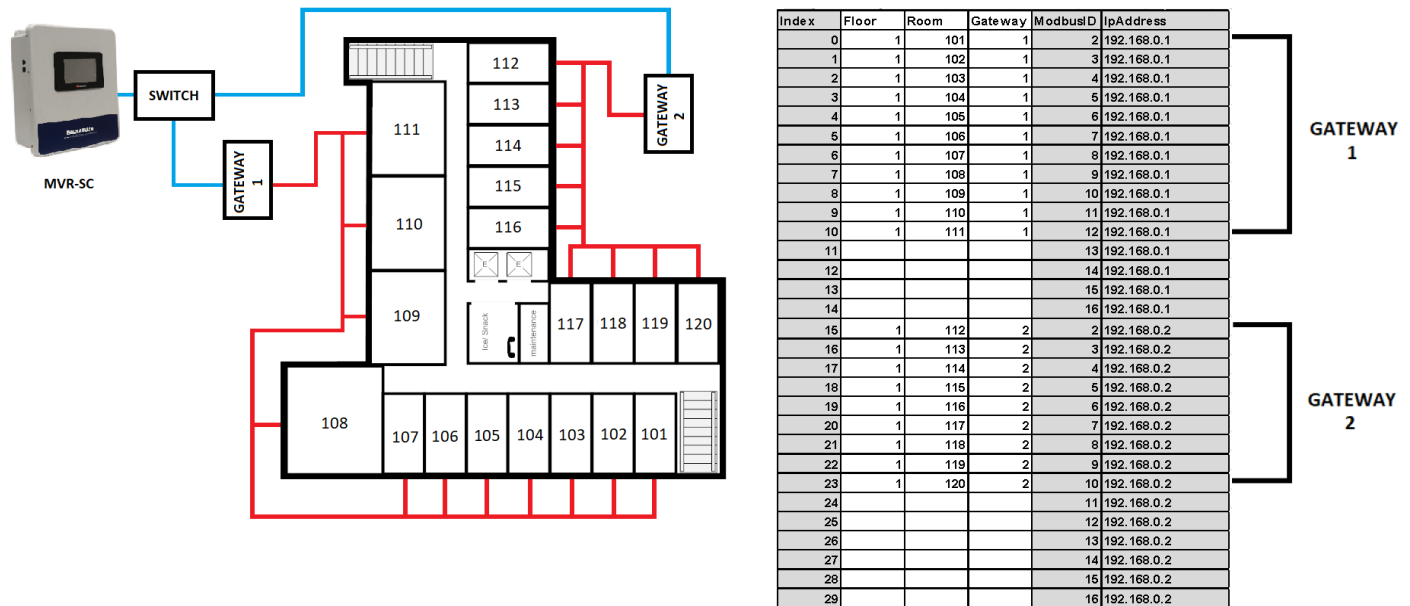 MVR-SC
SWITCH
GATEWAY
1
GATEWAY
2
112
113
114
115
116
111
110
109
E E
Ice/ Snack
maintenance
117 118 119 120
108
107 106 105 104 103 102 101
Index Floor Room Gateway ModbusID IpAddress
0 1 101 1 2 192.168.0.1
1 1 102 1 3 192.168.0.1
2 1 103 1 4 192.168.0.1
3 1 104 1 5 192.168.0.1
4 1 105 1 6 192.168.0.1
5 1 106 1 7 192.168.0.1
6 1 107 1 8 192.168.0.1
7 1 108 1 9 192.168.0.1
8 1 109 1 10 192.168.0.1
9 1 110 1 11 192.168.0.1
10 1 111 1 12 192.168.0.1
11 13 192.168.0.1
12 14 192.168.0.1
13 15 192.168.0.1
14 16 192.168.0.1
15 1 112 2 2 192.168.0.2
16 1 113 2 3 192.168.0.2
17 1 114 2 4 192.168.0.2
18 1 115 2 5 192.168.0.2
19 1 116 2 6 192.168.0.2
20 1 117 2 7 192.168.0.2
21 1 118 2 8 192.168.0.2
22 1 119 2 9 192.168.0.2
23 1 120 2 10 192.168.0.2
24 11 192.168.0.2
25 12 192.168.0.2
26 13 192.168.0.2
27 14 192.168.0.2
28 15 192.168.0.2
29 16 192.168.0.2
GATEWAY
1
GATEWAY
2